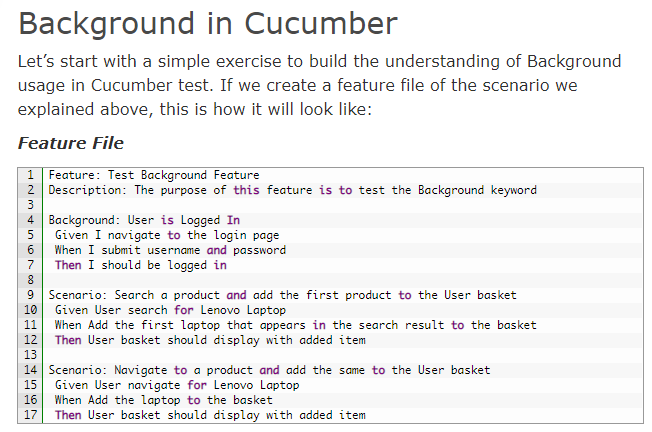 Background in Cucumber
Let’s start with a simple exercise to build the understanding of Background
usage in Cucumber test. If we create a feature file of the scenario we
explained above, this is how it will look like:
Feature File
1 Feature: Test Background Feature
2 Description: The purpose of this feature is to test the Background keyword
3
4 Background: User is Logged In
5 Given I navigate to the login page
6 When I submit username and password
7 Then I should be logged in
8
9 Scenario: Search a product and add the first product to the User basket
10 Given User search for Lenovo Laptop
11 When Add the first laptop that appears in the search result to the basket
12 Then User basket should display with added item
13
14 Scenario: Navigate to a product and add the same to the User basket
15 Given User navigate for Lenovo Laptop
16 When Add the laptop to the basket
17 Then User basket should display with added item